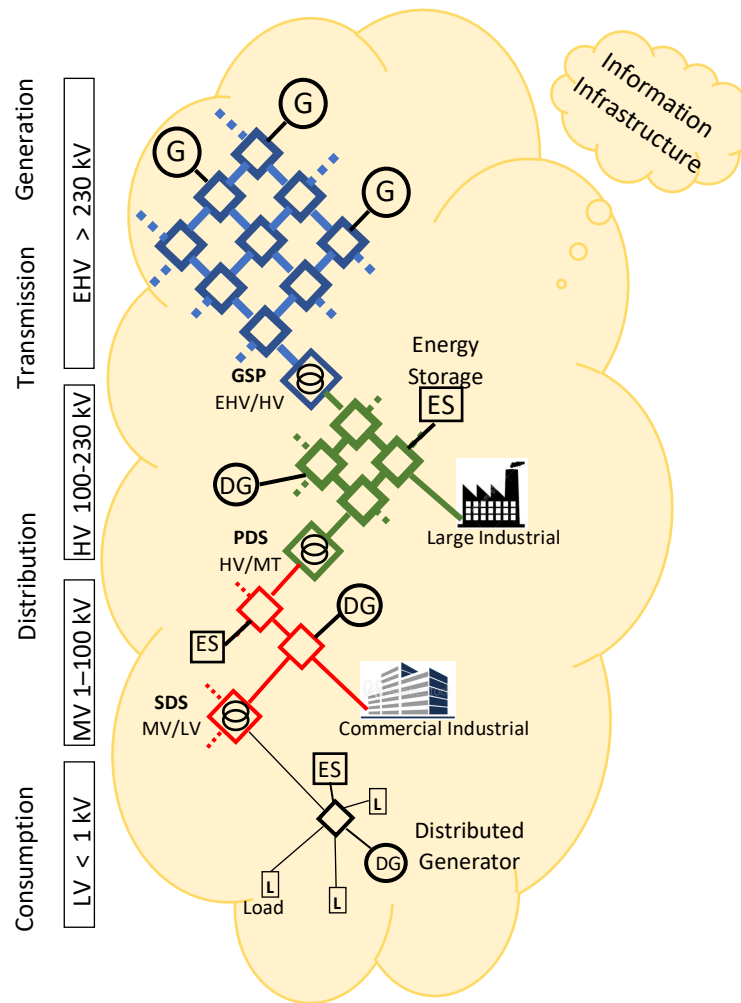 Information
Infrastructure
Generation
EHV > 230 kV
G
G
G
Transmission
GSP
EHV/HV
Energy
Storage
ES
HV 100-230 kV
DG
Large Industrial
Distribution
PDS
HV/MT
MV 1–100 kV
DG
ES
SDS
MV/LV
Commercial Industrial
Consumption
LV < 1 kV
ES
L
Distributed
Generator
DG
L
Load
L